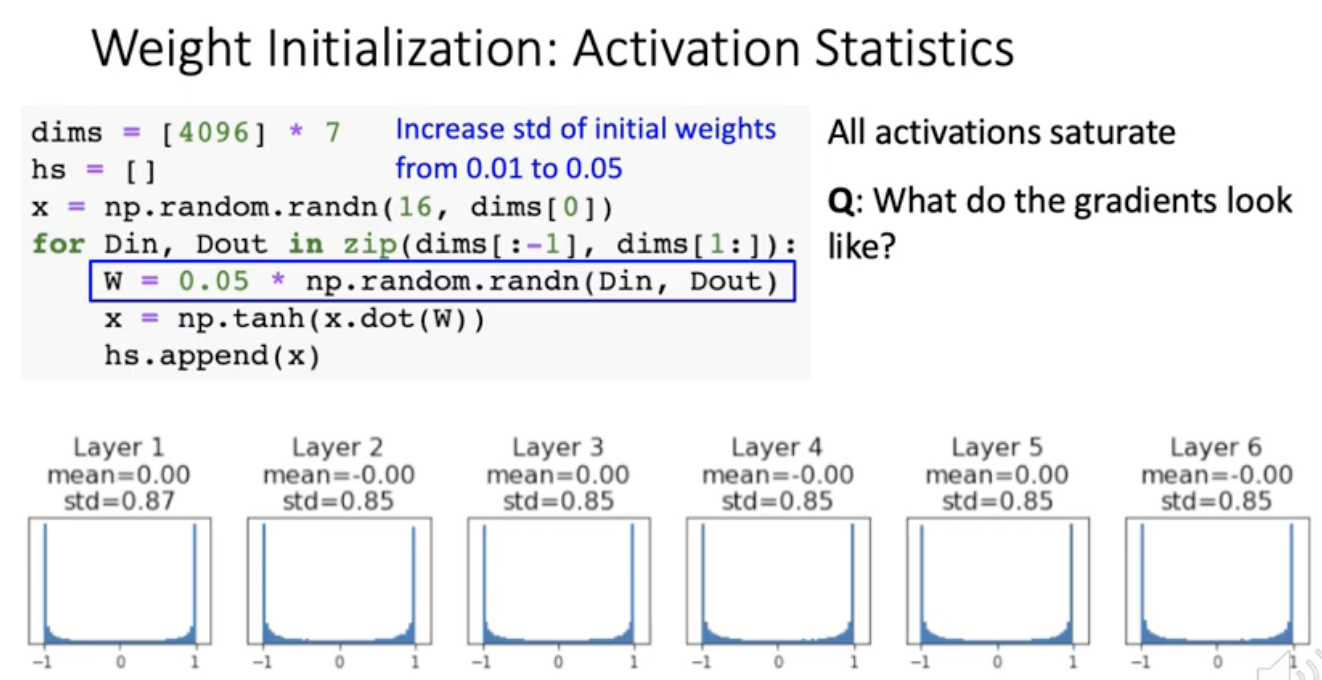 Weight Initialization: Activation Statistics
dims = [4096] * 7
hs = []
x = np.random.randn(16, dims[0])
for Din, Dout in zip(dims[:-1], dims[1:]):
W = 0.05 * np.random.randn(Din, Dout)
x = np.tanh(x.dot(W))
hs.append(x)
Increase std of initial weights
from 0.01 to 0.05
All activations saturate
Q: What do the gradients look
like?
Layer 1
mean=0.00
std=0.87
−1 0 1
Layer 2
mean=-0.00
std=0.85
−1 0 1
Layer 3
mean=0.00
std=0.85
−1 0 1
Layer 4
mean=-0.00
std=0.85
−1 0 1
Layer 5
mean=0.00
std=0.85
−1 0 1
Layer 6
mean=-0.00
std=0.85
−1 0 1